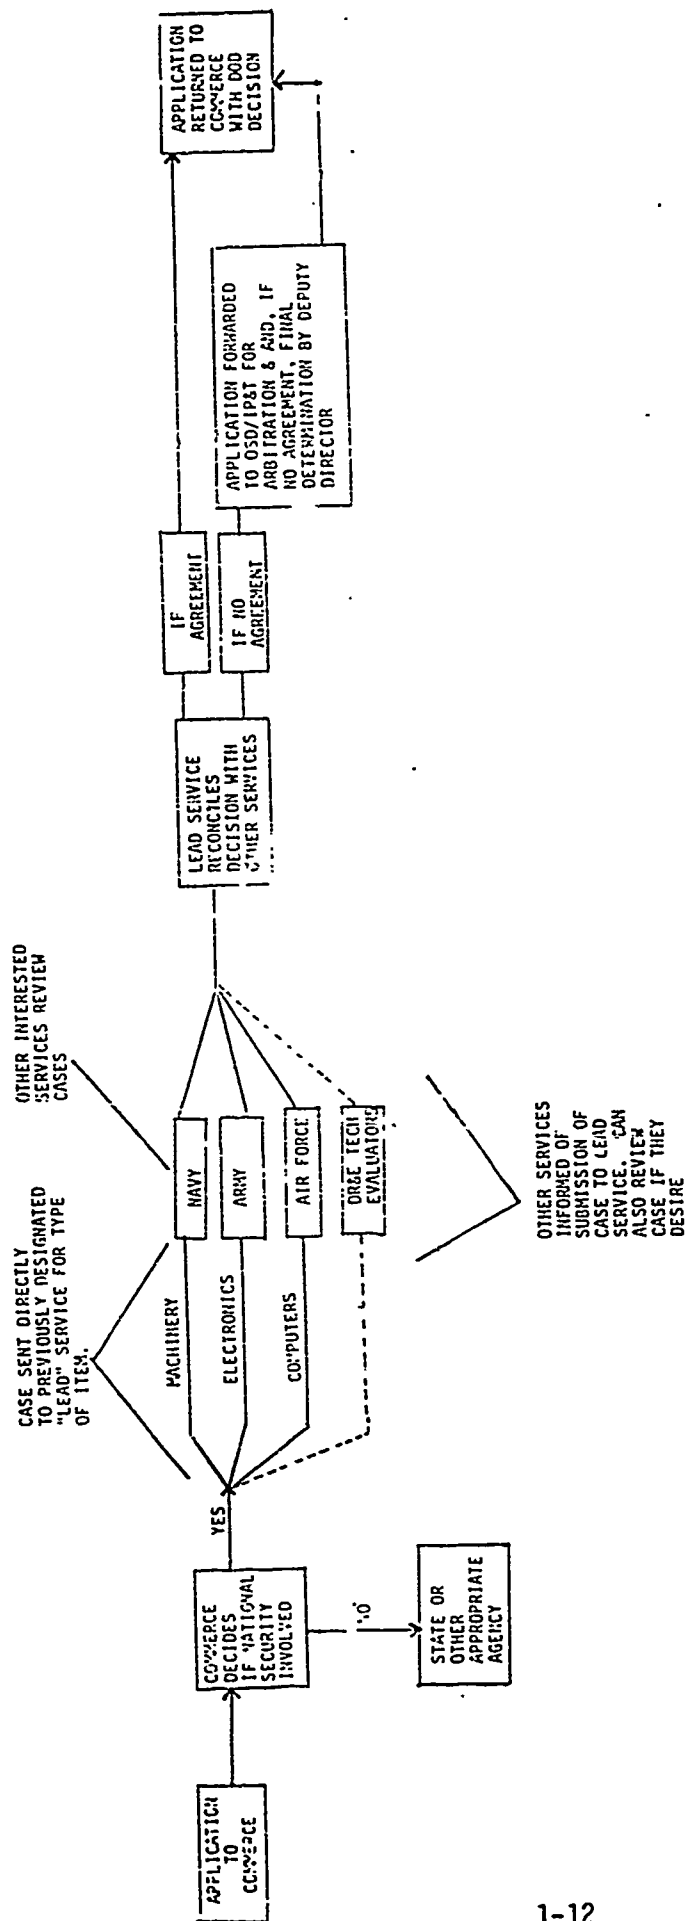 APPLICATION
TO
COMMERCE
COMMERCE
DECIDES
IF NATIONAL
SECURITY
INVOLVED
YES
NO
STATE OR
OTHER
APPROPRIATE
AGENCY
CASE SENT DIRECTLY
TO PREVIOUSLY DESIGNATED
"LEAD" SERVICE FOR TYPE
OF ITEM.
MACHINERY
ELECTRONICS
COMPUTERS
OTHER INTERESTED
SERVICES REVIEW
CASES
NAVY
ARMY
AIR FORCE
DR&E TECH
EVALUATORS
OTHER SERVICES
INFORMED OF
SUBMISSION OF
CASE TO LEAD
SERVICE. CAN
ALSO REVIEW
CASE IF THEY
DESIRE
LEAD SERVICE
RECONCILES
DECISION WITH
OTHER SERVICES
IF
AGREEMENT
IF NO
AGREEMENT
APPLICATION FORWARDED
TO OSD/IP&T FOR
ARBITRATION & AND, IF
NO AGREEMENT, FINAL
DETERMINATION BY DEPUTY
DIRECTOR
APPLICATION
RETURNED TO
COMMERCE
WITH DOD
DECISION
1-12